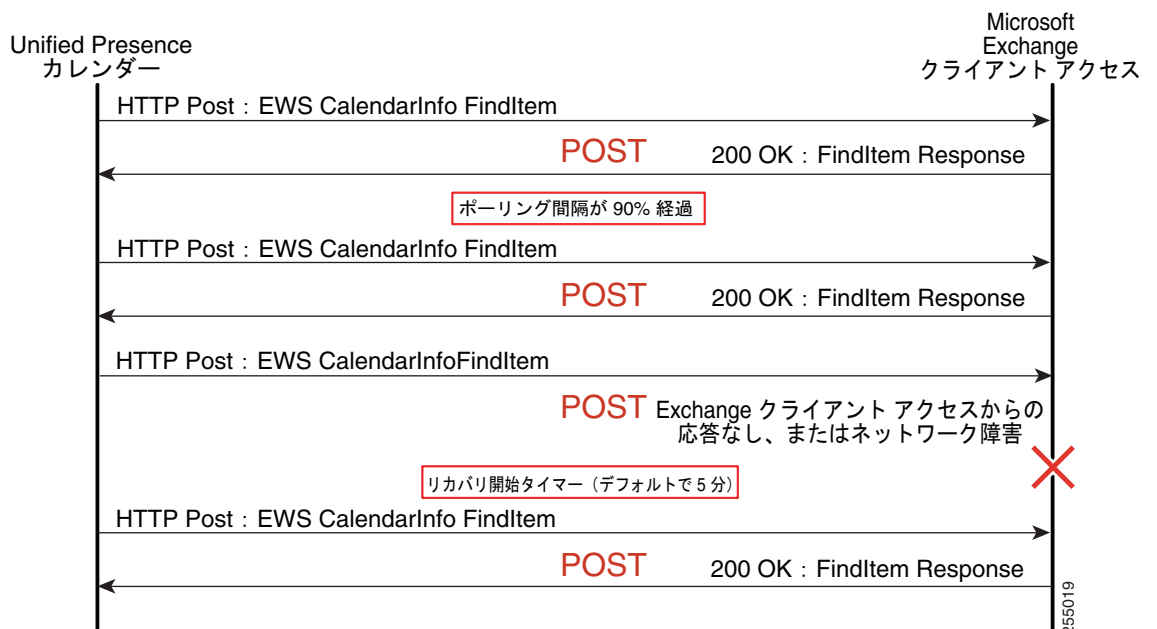 Unified Presence
カレンダー
Microsoft
Exchange
クライアント アクセス
HTTP Post：EWS CalendarInfo FindItem
POST 200 OK：FindItem Response
ポーリング間隔が 90% 経過
HTTP Post：EWS CalendarInfo FindItem
POST 200 OK：FindItem Response
HTTP Post：EWS CalendarInfoFindItem
POST Exchange クライアント アクセスからの
応答なし、またはネットワーク障害
リカバリ開始タイマー（デフォルトで 5 分）
HTTP Post：EWS CalendarInfo FindItem
POST 200 OK：FindItem Response
255019